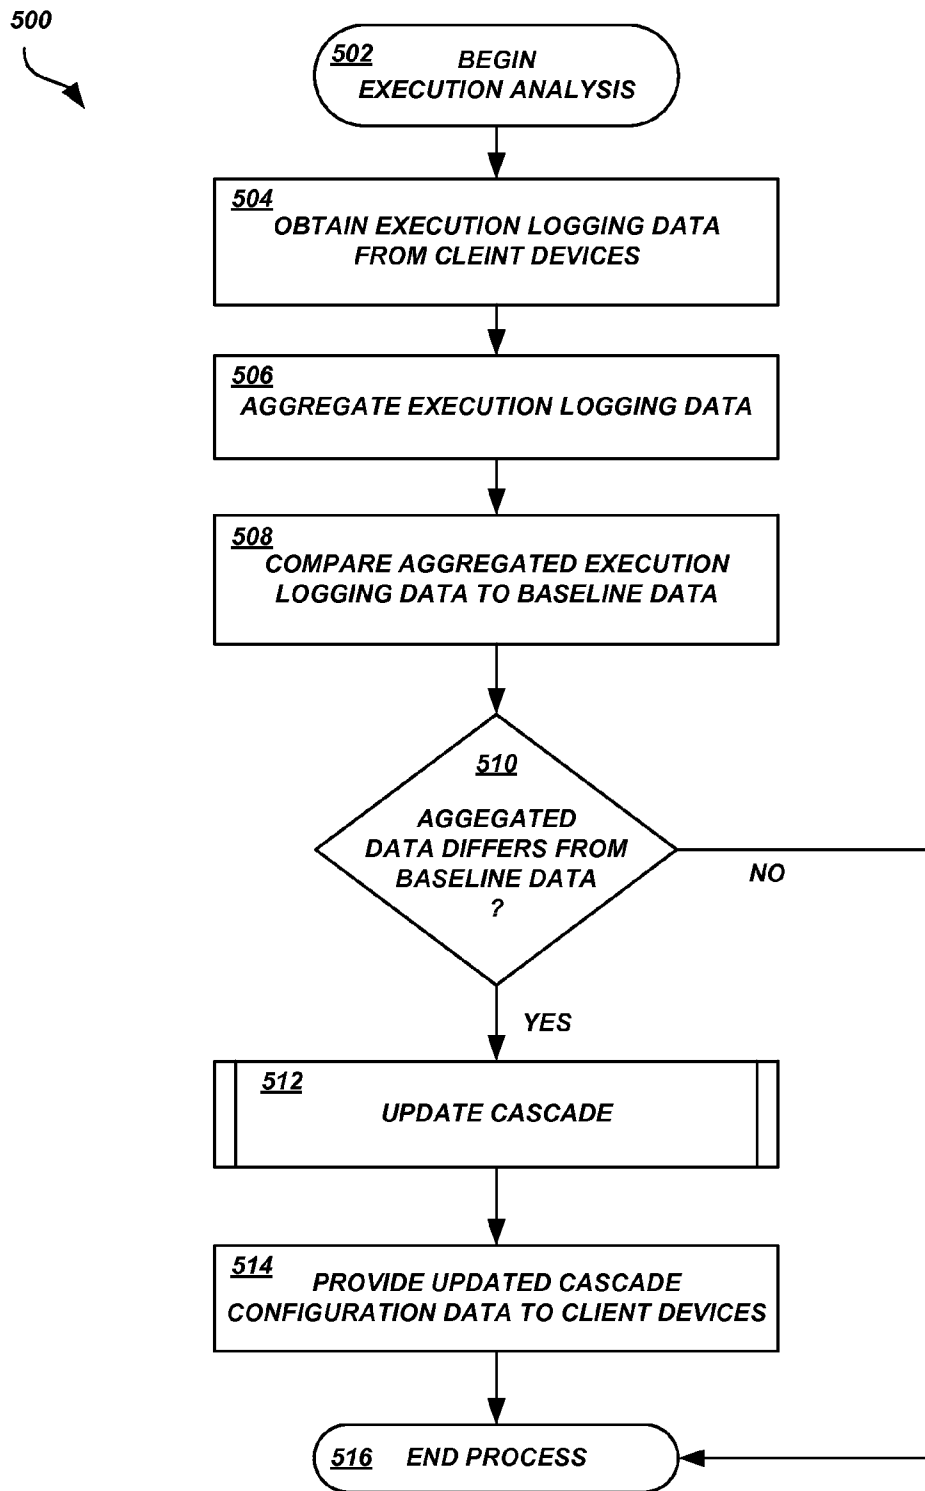 500
502
BEGIN
EXECUTION ANALYSIS
504
OBTAIN EXECUTION LOGGING DATA
FROM CLEINT DEVICES
506
AGGREGATE EXECUTION LOGGING DATA
508
COMPARE AGGREGATED EXECUTION
LOGGING DATA TO BASELINE DATA
510
AGGEGATED
DATA DIFFERS FROM
BASELINE DATA
?
NO
YES
512
UPDATE CASCADE
514
PROVIDE UPDATED CASCADE
CONFIGURATION DATA TO CLIENT DEVICES
516
END PROCESS